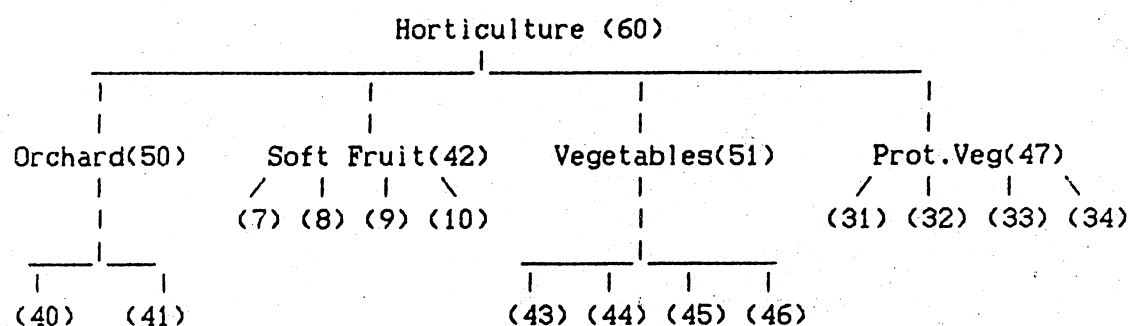 Horticulture (60)
Orchard(50) Soft Fruit(42) Vegetables(51) Prot.Veg(47)
(7) (8) (9) (10) (31) (32) (33) (34)
(40) (41) (43) (44) (45) (46)